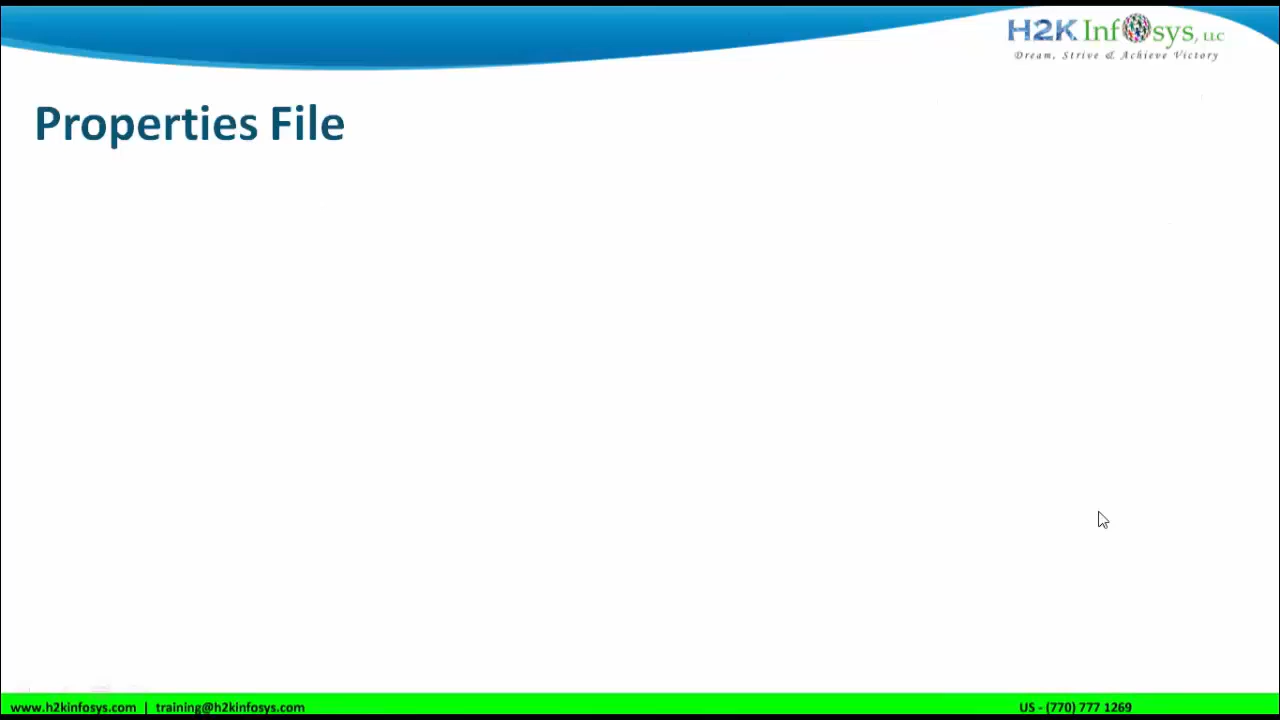 H2K Infosys, LLC
Dream, Strive & Achieve Victory
Properties File
www.h2kinfosys.com | training@h2kinfosys.com
US - (770) 777 1269